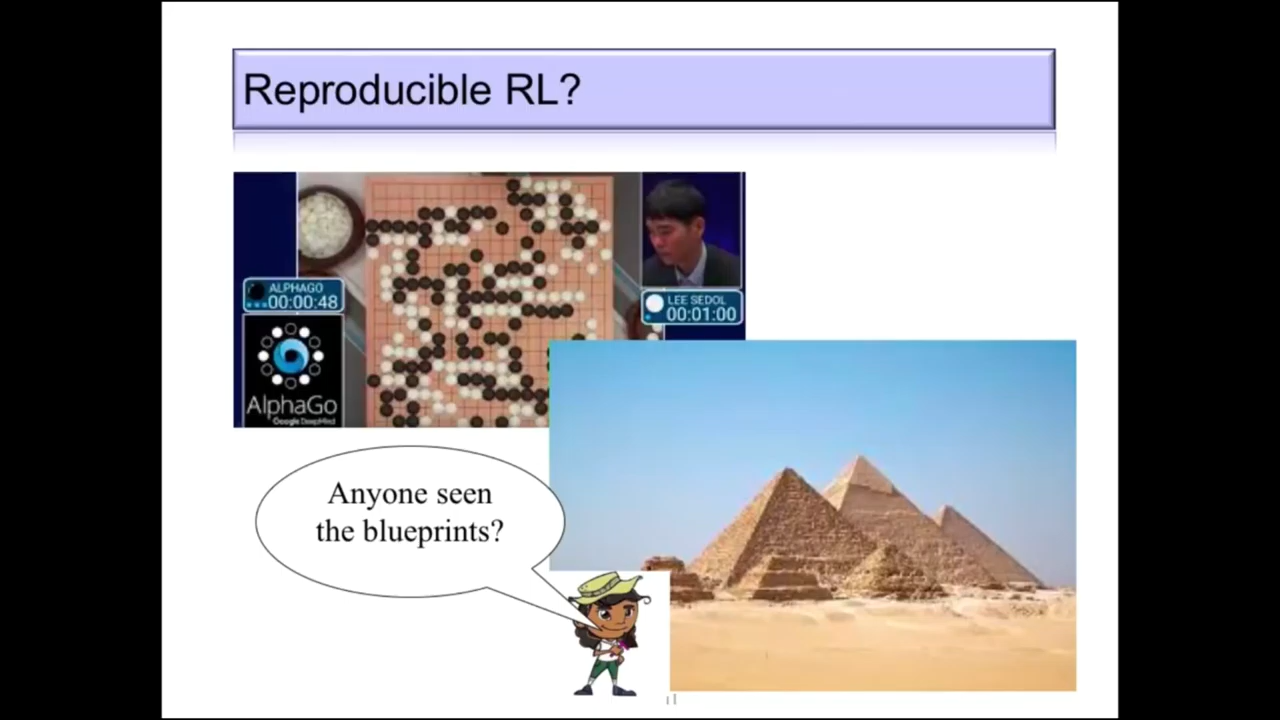 Reproducible RL?
ALPHAGO
00:00:48
LEE SEDOL
00:01:00
AlphaGo
Google DeepMind
Anyone seen
the blueprints?